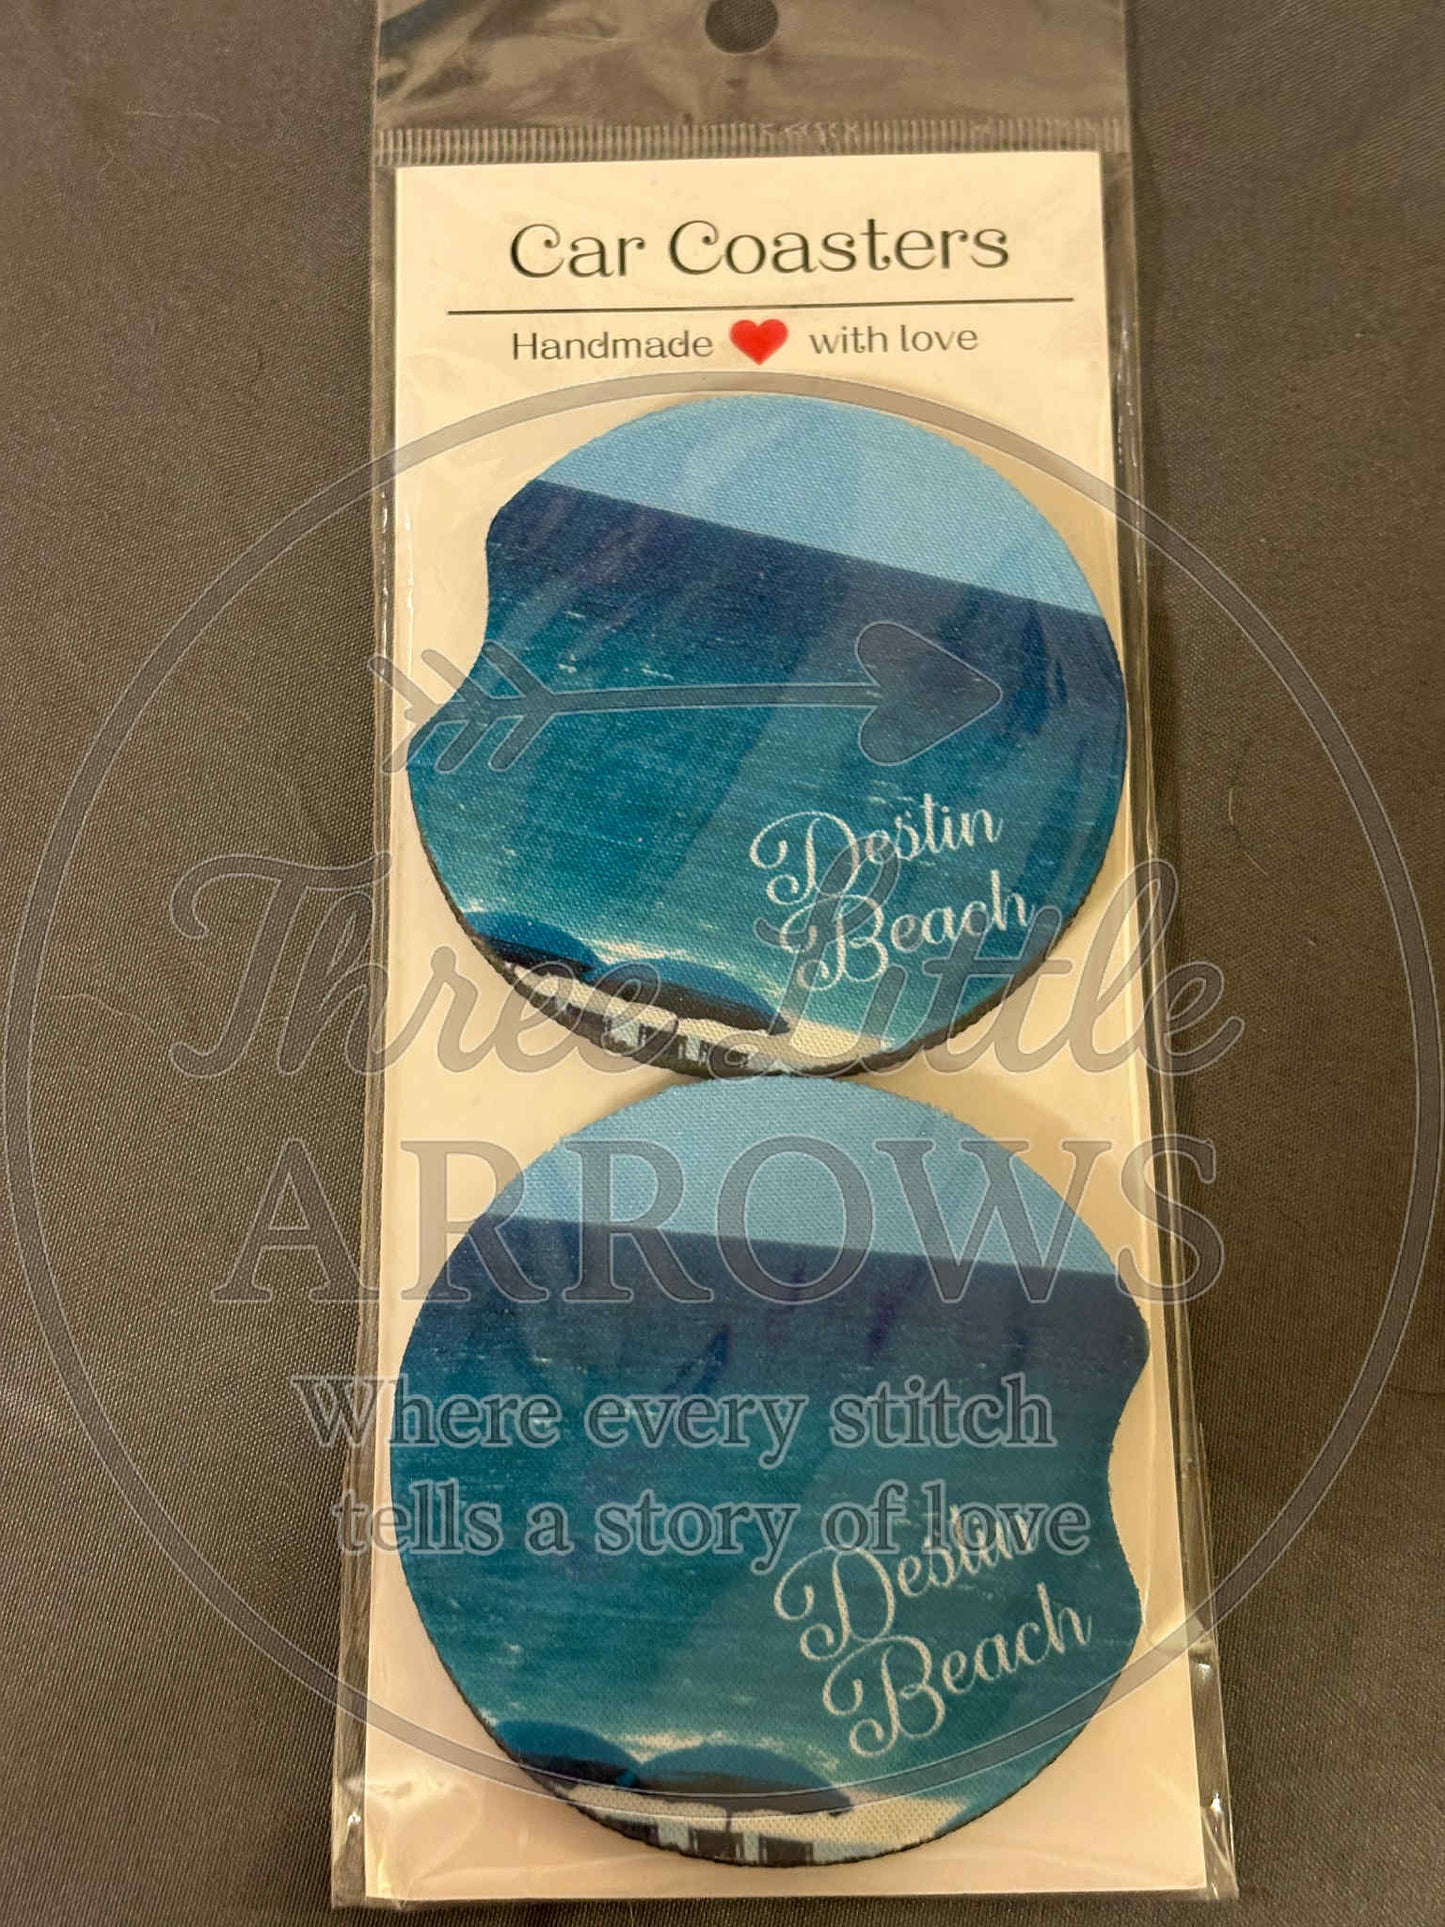 Car Coasters
Handmade ❤ with love
Destin
Beach
Three Little
ARROWS
Where every stitch
tells a story of love
Destin
Beach